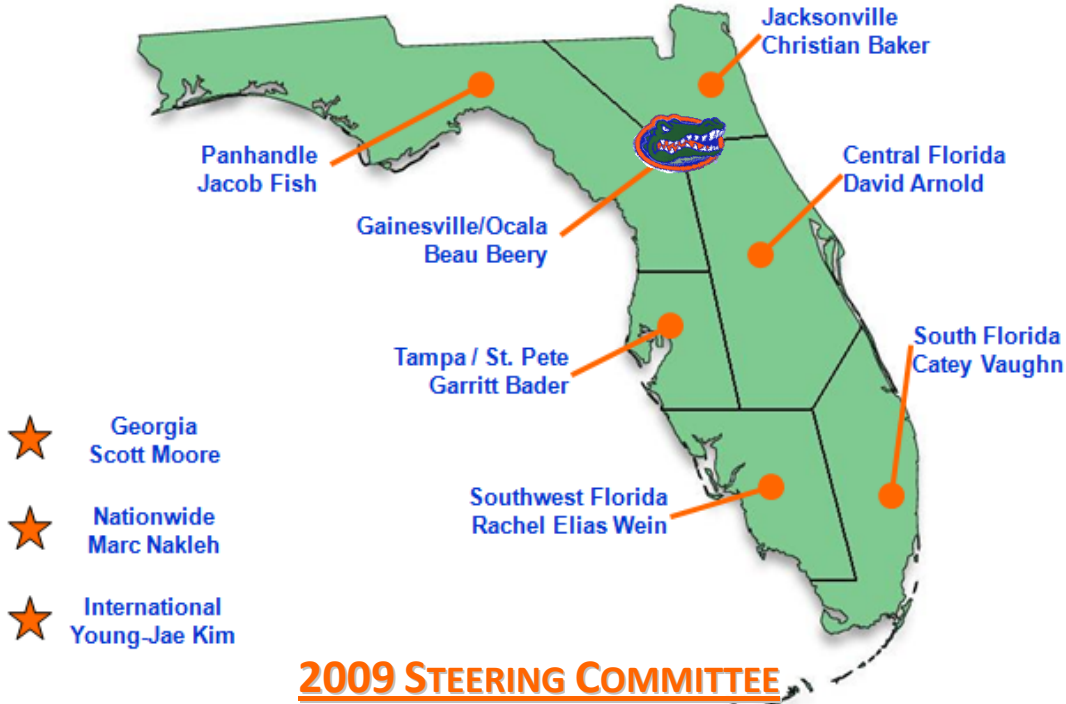 Jacksonville
Christian Baker
Panhandle
Jacob Fish
Central Florida
David Arnold
Gainesville/Ocala
Beau Beery
Tampa / St. Pete
Garritt Bader
South Florida
Catey Vaughn
Georgia
Scott Moore
Southwest Florida
Rachel Elias Wein
Nationwide
Marc Nakleh
International
Young-Jae Kim
2009 STEERING COMMITTEE